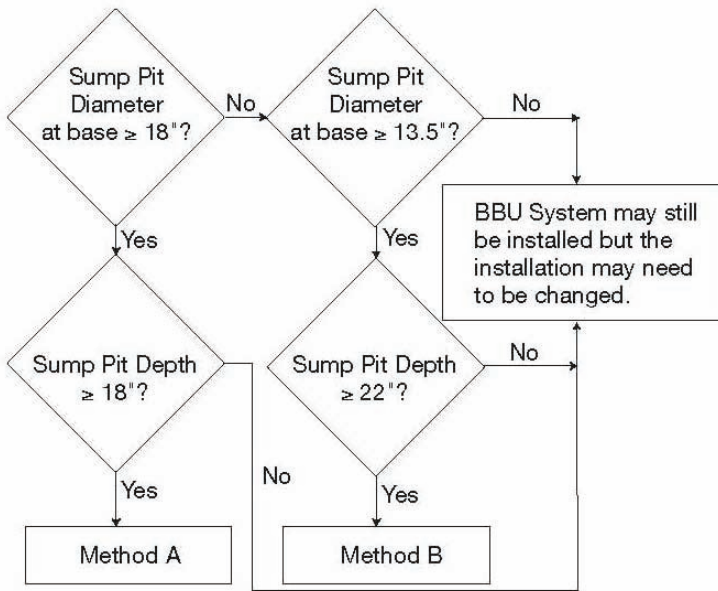 Sump Pit
Diameter
at base ≥ 18"?
No
Sump Pit
Diameter
at base ≥ 13.5"?
No
BBU System may still
be installed but the
installation may need
to be changed.
Yes
Yes
Sump Pit Depth
≥ 18"?
No
Sump Pit Depth
≥ 22"?
No
Yes
Yes
Method A
Method B